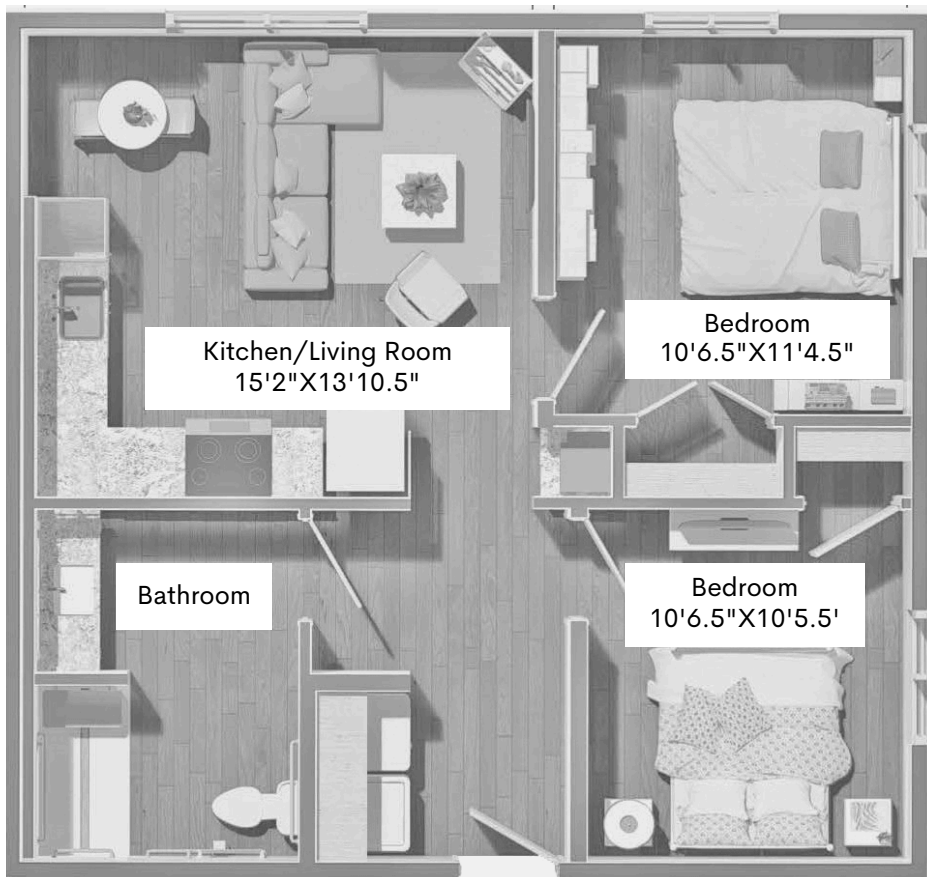 Kitchen/Living Room
15'2"X13'10.5"
Bedroom
10'6.5"X11'4.5"
Bathroom
Bedroom
10'6.5"X10'5.5'